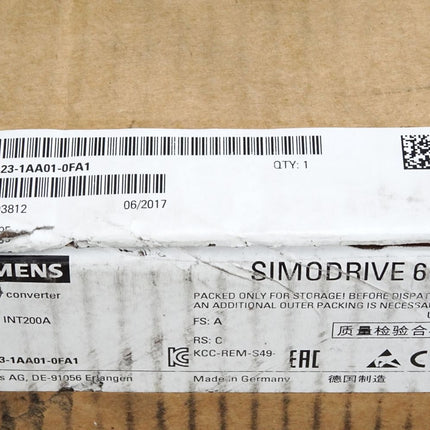 23-1AA01-0FA1
QTY: 1
3812
06/2017
MENS
SIMODRIVE 6
converter
PACKED ONLY FOR STORAGE! BEFORE DISPAT
AN ADDITIONAL OUTER PACKING IS NECESSA
INT200A
FS: A
质量检验合
RS: C
3-1AA01-0FA1
KCC-REM-S49-
EAC
s AG, DE-91056 Erlangen
Made in Germany
德国制造